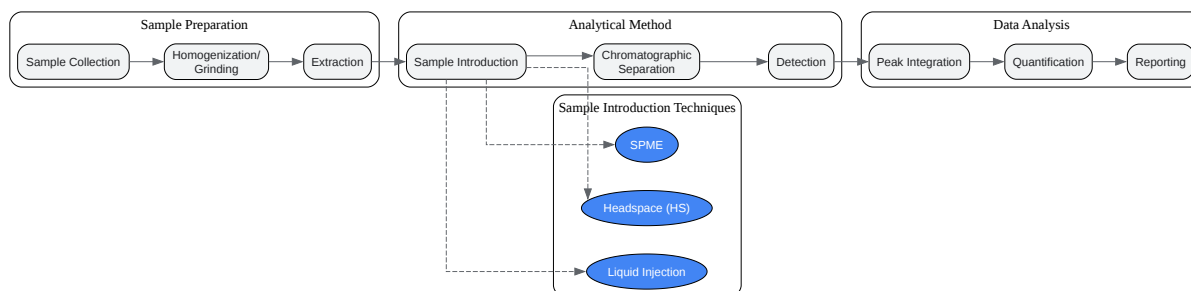 Sample Preparation
Analytical Method
Data Analysis
Sample Collection
Homogenization/
Grinding
Extraction
Sample Introduction
Chromatographic
Separation
Detection
Peak Integration
Quantification
Reporting
Sample Introduction Techniques
SPME
Headspace (HS)
Liquid Injection